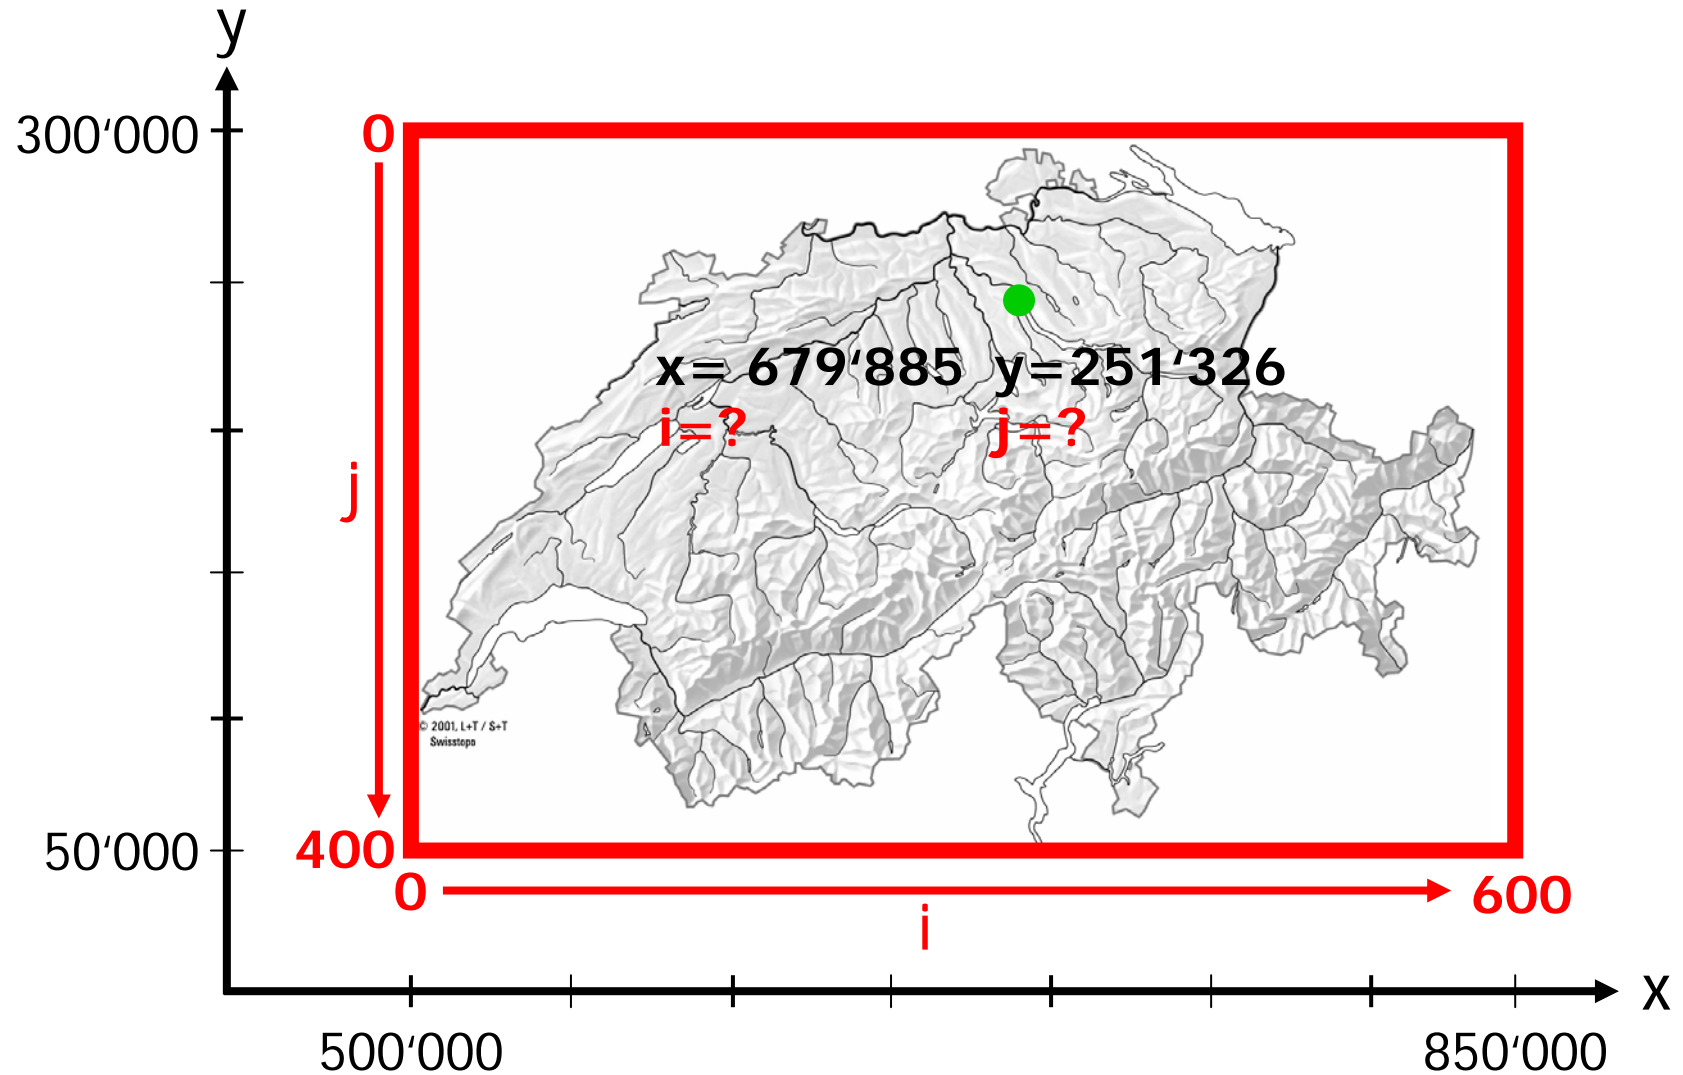 y
300‘000
0
x= 679‘885 y=251‘326
i=? j=?
j
© 2001, L+T / S+T
Swisstopo
50‘000
400
0
600
i
x
500‘000
850‘000